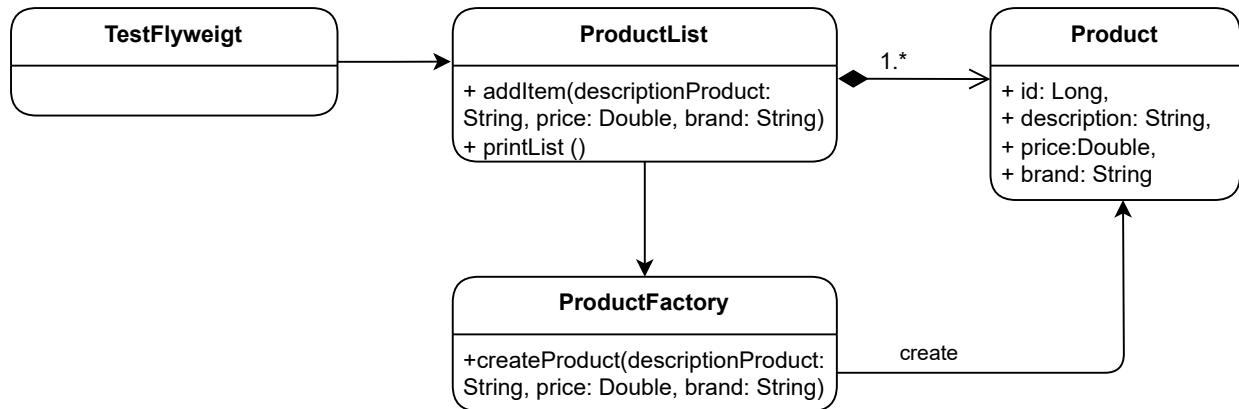 TestFlyweigt
ProductList
+ addItem(descriptionProduct:
String, price: Double, brand: String)
+ printList ()
1.*
Product
+ id: Long,
+ description: String,
+ price:Double,
+ brand: String
ProductFactory
+createProduct(descriptionProduct:
String, price: Double, brand: String)
create